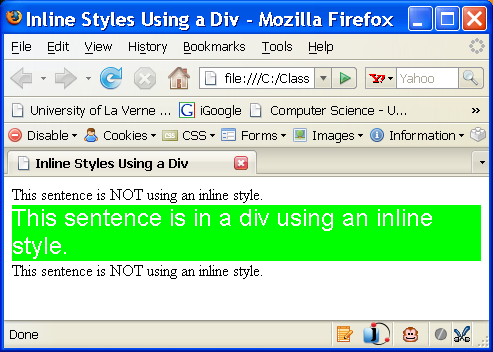 Inline Styles Using a Div - Mozilla Firefox
File Edit View History Bookmarks Tools Help
file:///C:/Class Y! Yahoo
University of La Verne ... G iGoogle Computer Science - U... »
Disable Cookies CSS Forms Images Information
Inline Styles Using a Div
This sentence is NOT using an inline style.
This sentence is in a div using an inline
style.
This sentence is NOT using an inline style.
Done